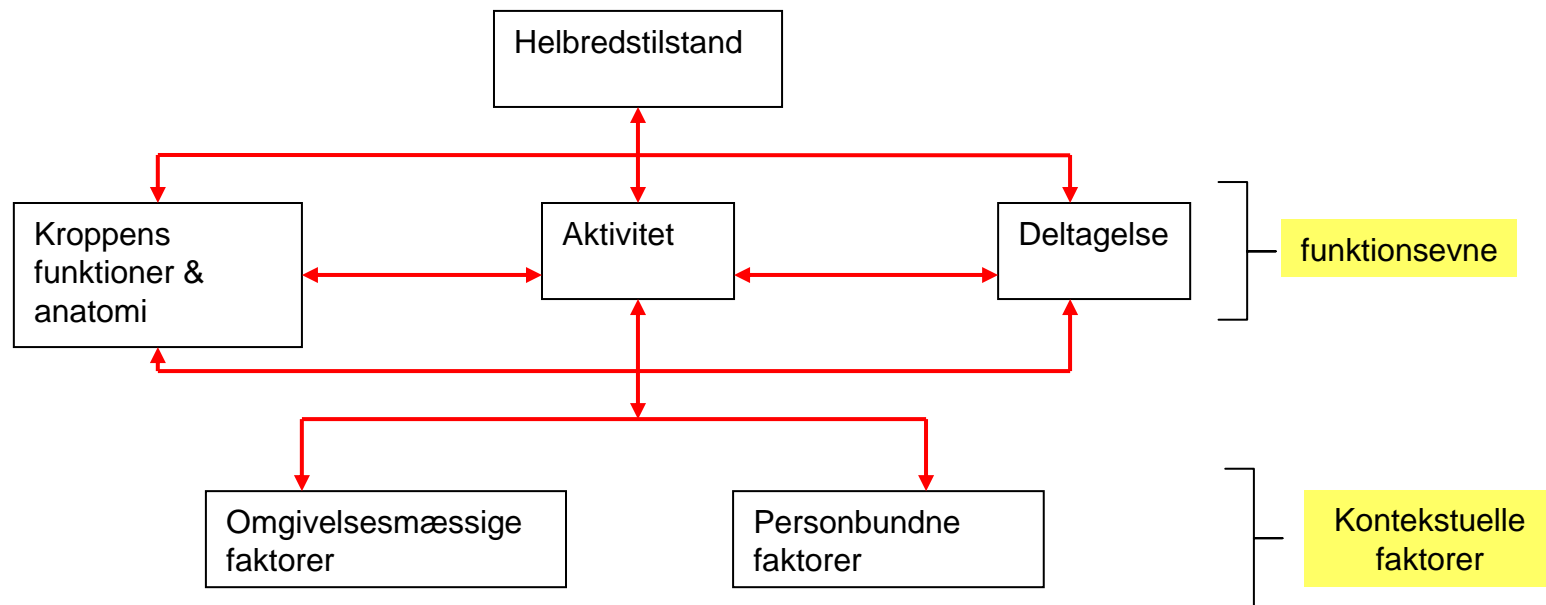 Helbredstilstand
Kroppens
funktioner &
anatomi
Aktivitet
Deltagelse
funktionsevne
Omgivelsesmæssige
faktorer
Personbundne
faktorer
Kontekstuelle
faktorer